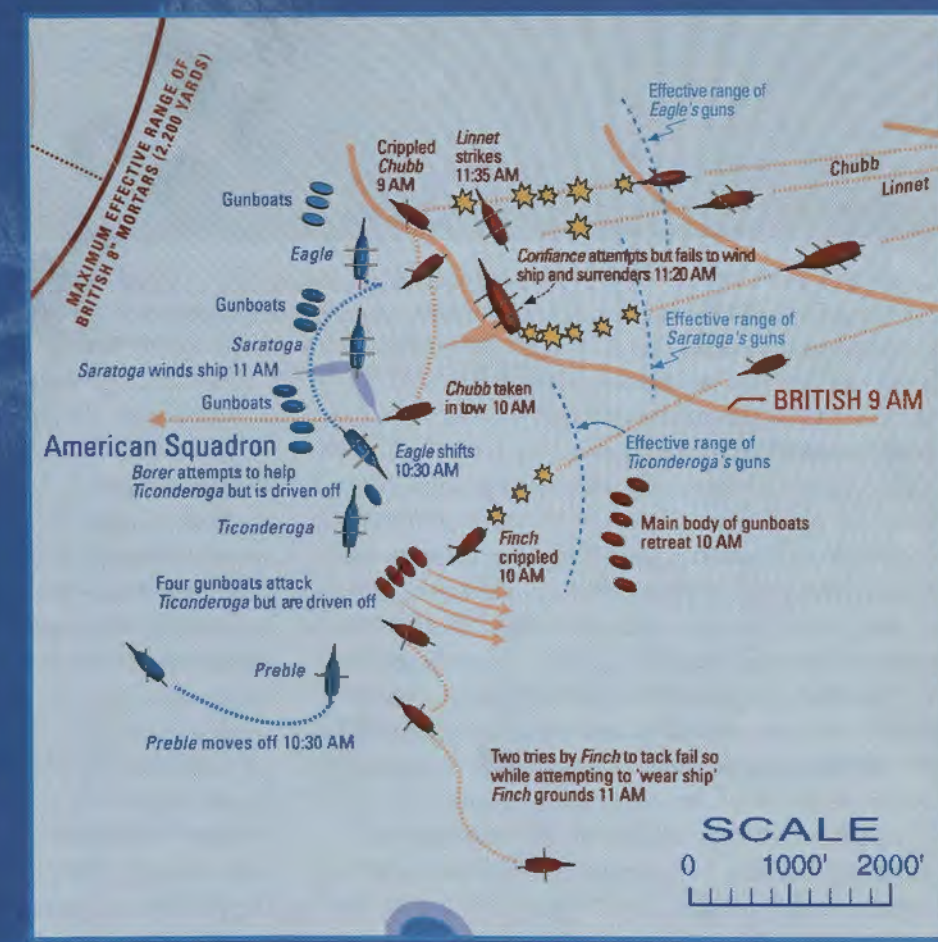 MAXIMUM EFFECTIVE RANGE OF
BRITISH 8" MORTARS (2,200 YARDS)
Effective range of
Eagle's guns
Crippled
Chubb
9 AM
Linnet
strikes
11:35 AM
Chubb
Linnet
Gunboats
Eagle
Confiance attempts but fails to wind
ship and surrenders 11:20 AM
Gunboats
Saratoga
Saratoga winds ship 11 AM
Effective range of
Saratoga's guns
Gunboats
Chubb taken
in tow 10 AM
BRITISH 9 AM
American Squadron
Borer attempts to help
Ticonderoga but is driven off
Eagle shifts
10:30 AM
Effective range of
Ticonderoga's guns
Ticonderoga
Finch
crippled
10 AM
Main body of gunboats
retreat 10 AM
Four gunboats attack
Ticonderoga but are driven off
Preble
Preble moves off 10:30 AM
Two tries by Finch to tack fail so
while attempting to 'wear ship'
Finch grounds 11 AM
SCALE
0 1000' 2000'